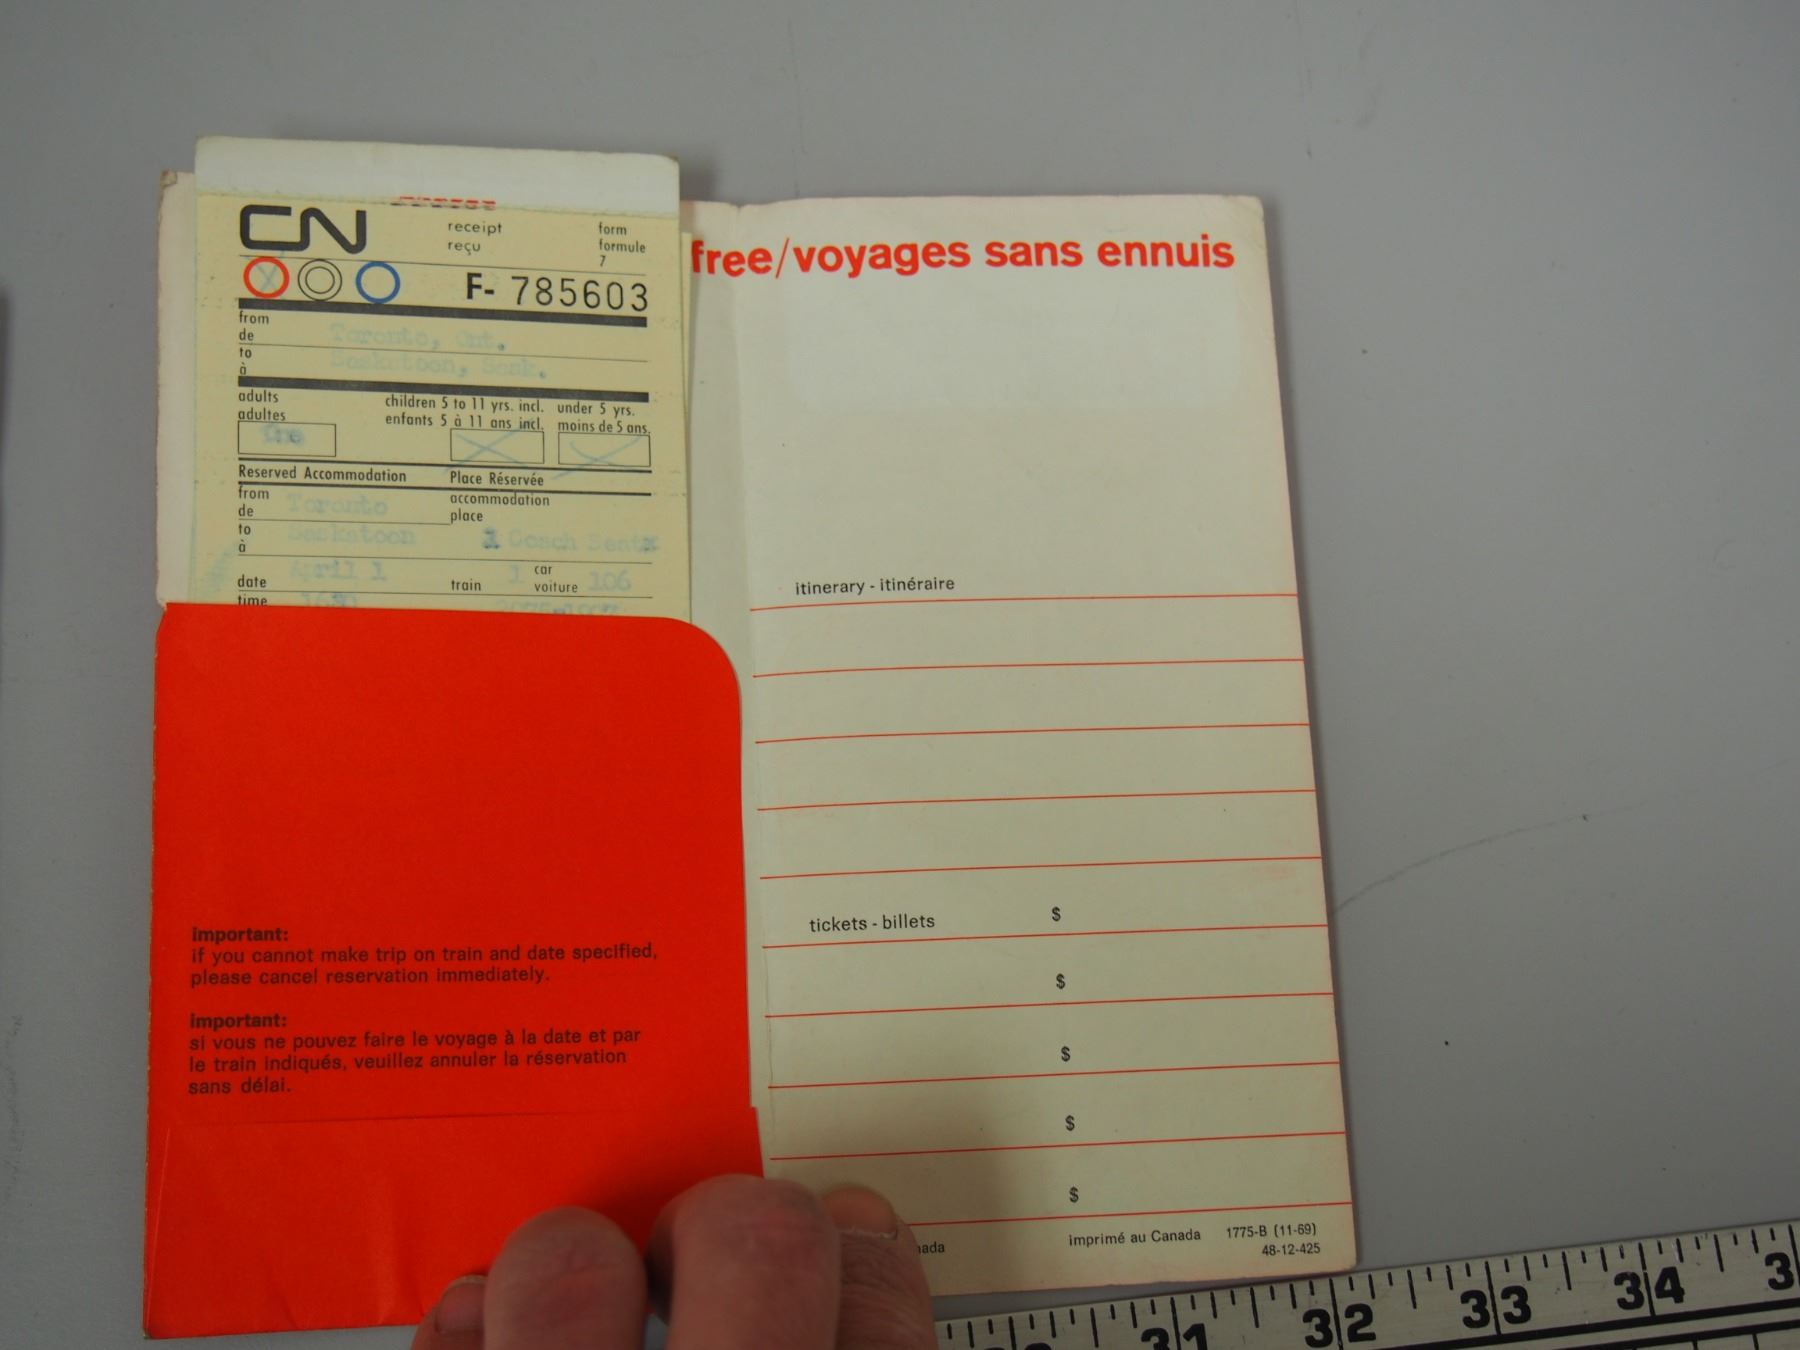 CN
receipt
reçu
form
formule
7
F- 785603
from
de
Toronto, Ont.
to
à
Saskatoon, Sask.
adults
adultes
One
children 5 to 11 yrs. incl.
enfants 5 à 11 ans incl.
under 5 yrs.
moins de 5 ans.
Reserved Accommodation
Place Réservée
from
de
Toronto
accommodation
place
to
à
Saskatoon
Coach Seat
date
April 1
train
1
car
voiture
106
time
1630
important:
if you cannot make trip on train and date specified,
please cancel reservation immediately.
important:
si vous ne pouvez faire le voyage à la date et par
le train indiqués, veuillez annuler la réservation
sans délai.
free/voyages sans ennuis
itinerary - itinéraire
tickets - billets $
$
$
$
$
imprimé au Canada
1775-B (11-69)
48-12-425
31 32 33 34